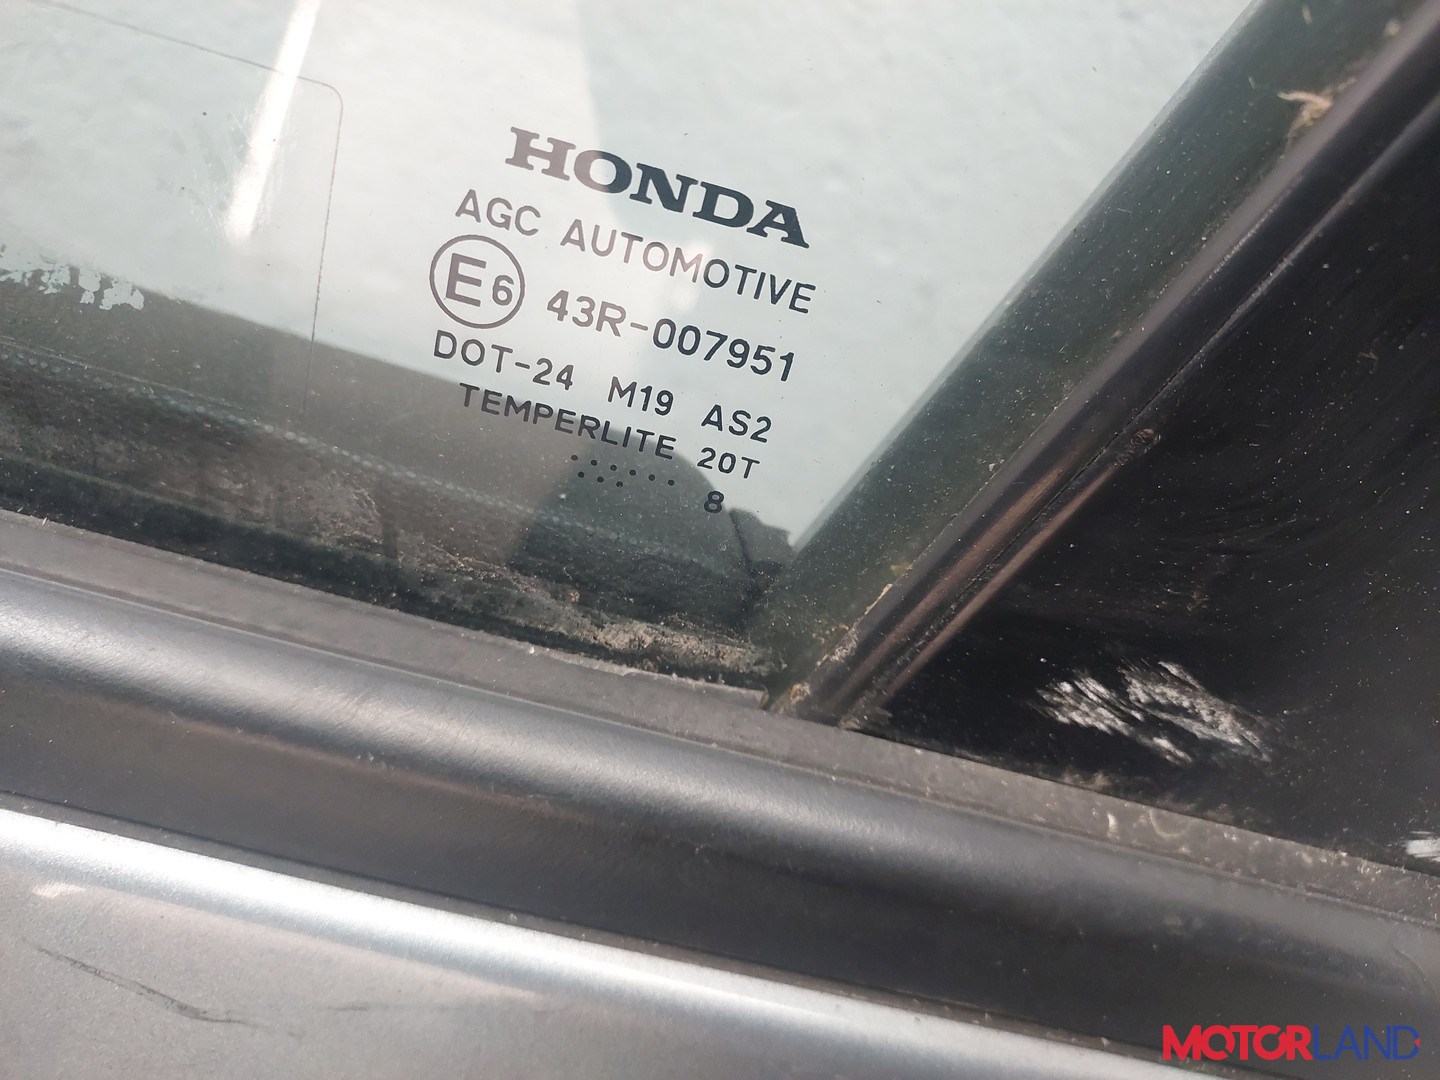 HONDA
AGC AUTOMOTIVE
E6 43R-007951
DOT-24 M19 AS2
TEMPERLITE 20T
8
MOTORLAND